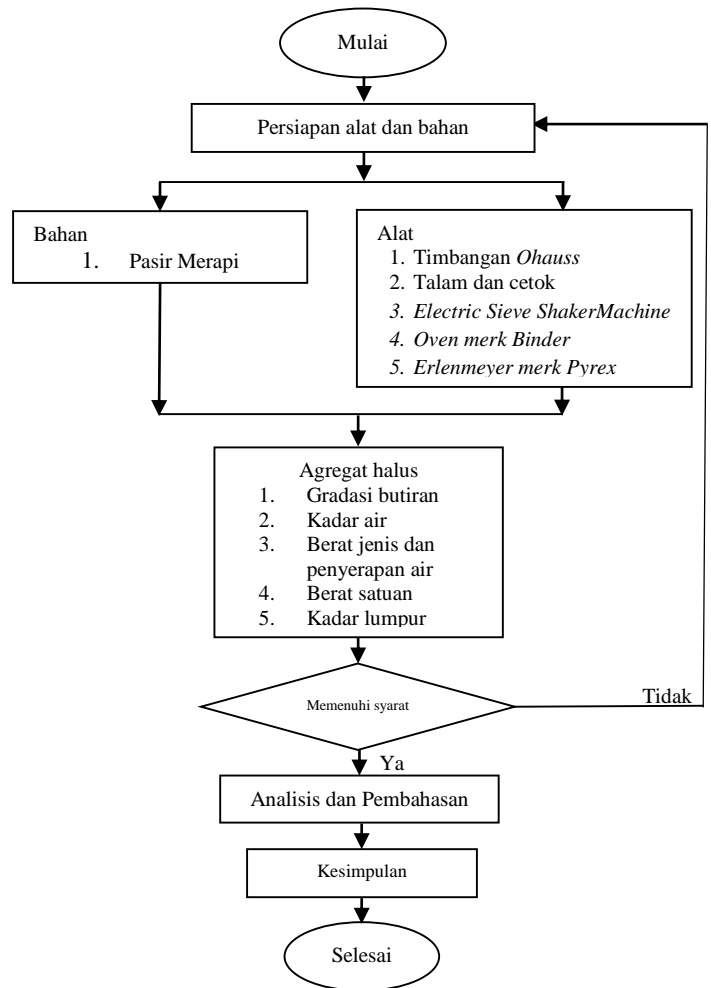 Mulai
Persiapan alat dan bahan
Bahan
1. Pasir Merapi
Alat
1. Timbangan Ohauss
2. Talam dan cetok
3. Electric Sieve ShakerMachine
4. Oven merk Binder
5. Erlenmeyer merk Pyrex
Agregat halus
1. Gradasi butiran
2. Kadar air
3. Berat jenis dan
penyerapan air
4. Berat satuan
5. Kadar lumpur
Memenuhi syarat
Tidak
Ya
Analisis dan Pembahasan
Kesimpulan
Selesai